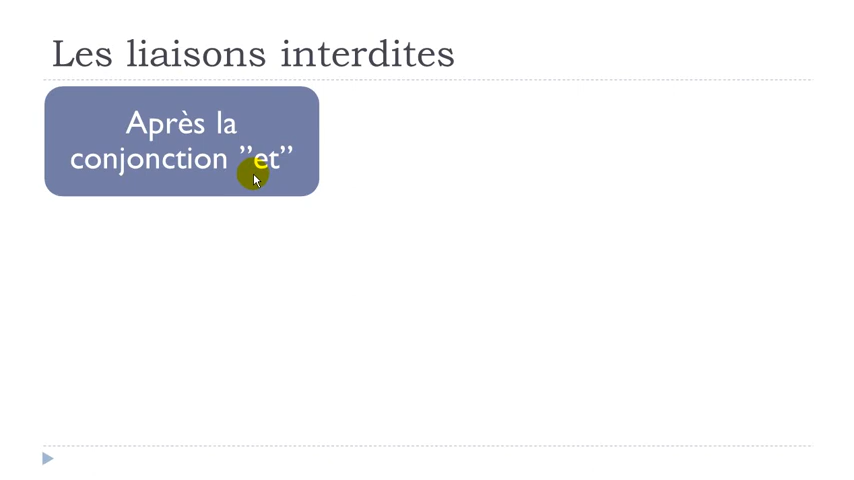 Les liaisons interdites
Après la
conjonction ”et”